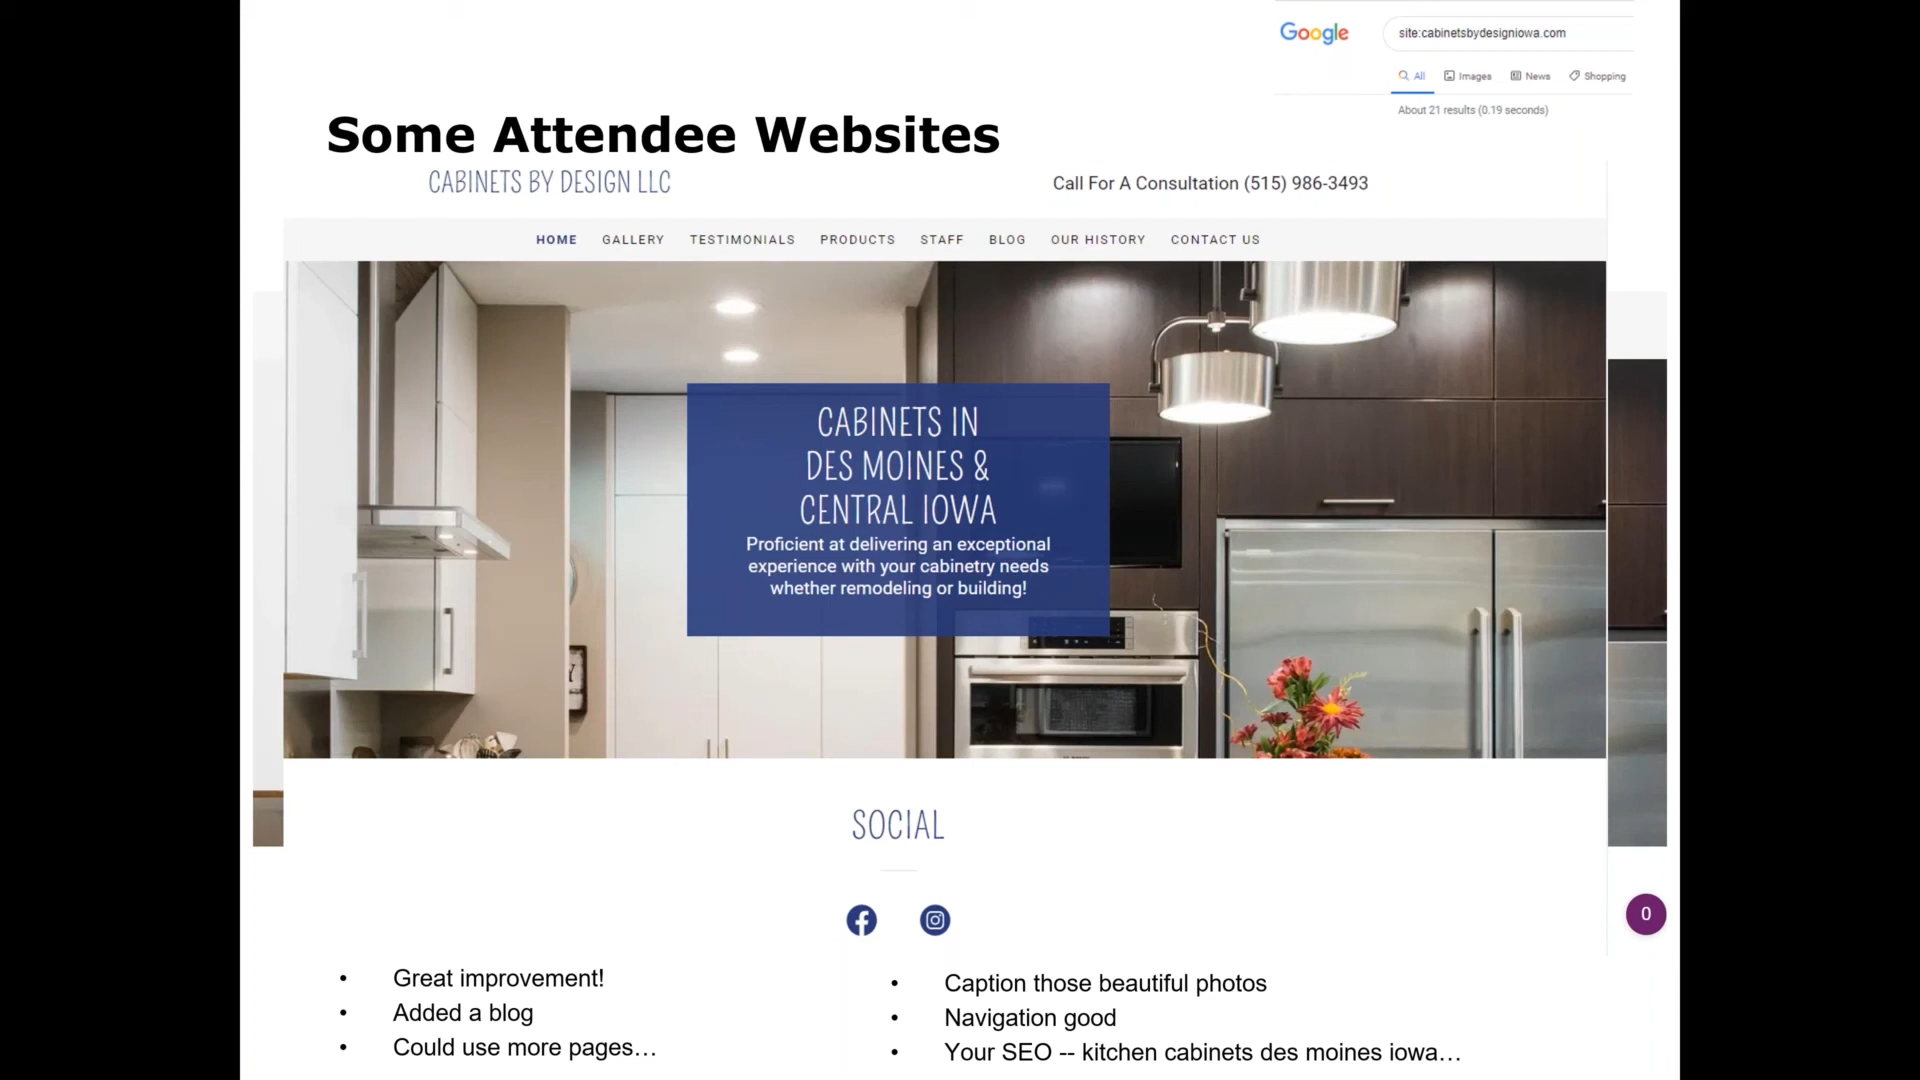 Google
site:cabinetsbydesigniowa.com
All Images News Shopping
About 21 results (0.19 seconds)
Some Attendee Websites
CABINETS BY DESIGN LLC
Call For A Consultation (515) 986-3493
HOME GALLERY TESTIMONIALS PRODUCTS STAFF BLOG OUR HISTORY CONTACT US
CABINETS IN
DES MOINES &
CENTRAL IOWA
Proficient at delivering an exceptional
experience with your cabinetry needs
whether remodeling or building!
SOCIAL
0
• Great improvement!
• Added a blog
• Could use more pages…
• Caption those beautiful photos
• Navigation good
• Your SEO -- kitchen cabinets des moines iowa…